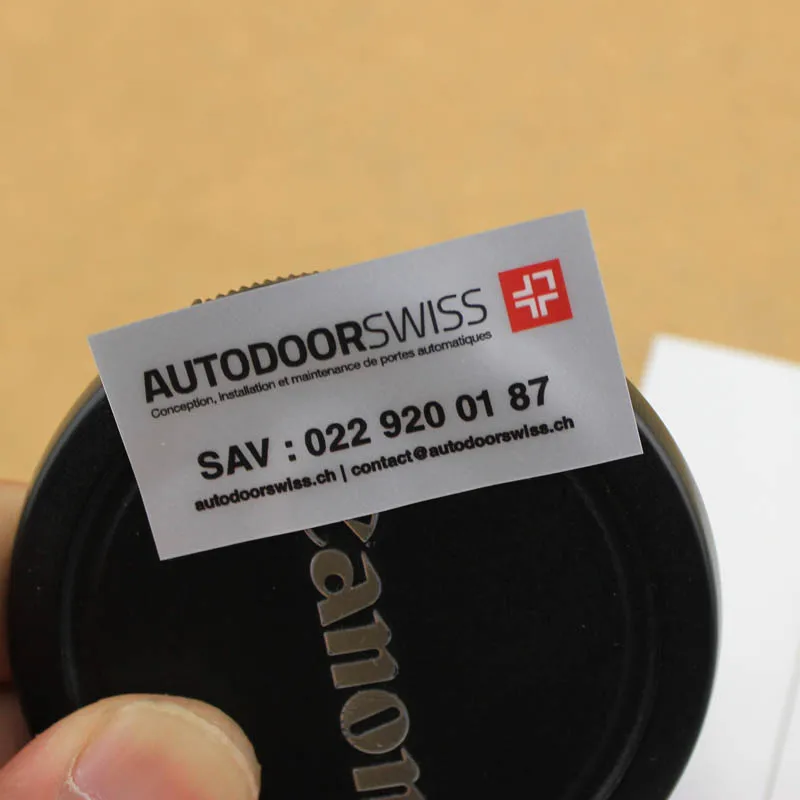 AUTODOORSWISS
Conception, installation et maintenance de portes automatiques
SAV : 022 920 01 87
autodoorswiss.ch | contact@autodoorswiss.ch
Canon